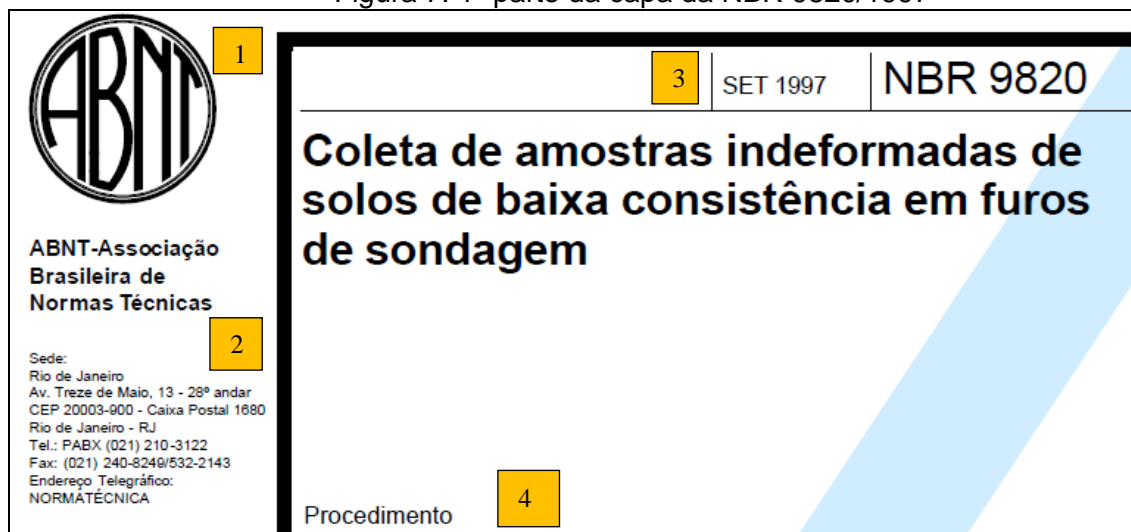 ABNT
1
ABNT-Associação
Brasileira de
Normas Técnicas
2
Sede:
Rio de Janeiro
Av. Treze de Maio, 13 - 28º andar
CEP 20003-900 - Caixa Postal 1680
Rio de Janeiro - RJ
Tel.: PABX (021) 210-3122
Fax: (021) 240-8249/532-2143
Endereço Telegráfico:
NORMATÉCNICA
3
SET 1997
NBR 9820
Coleta de amostras indeformadas de
solos de baixa consistência em furos
de sondagem
Procedimento
4